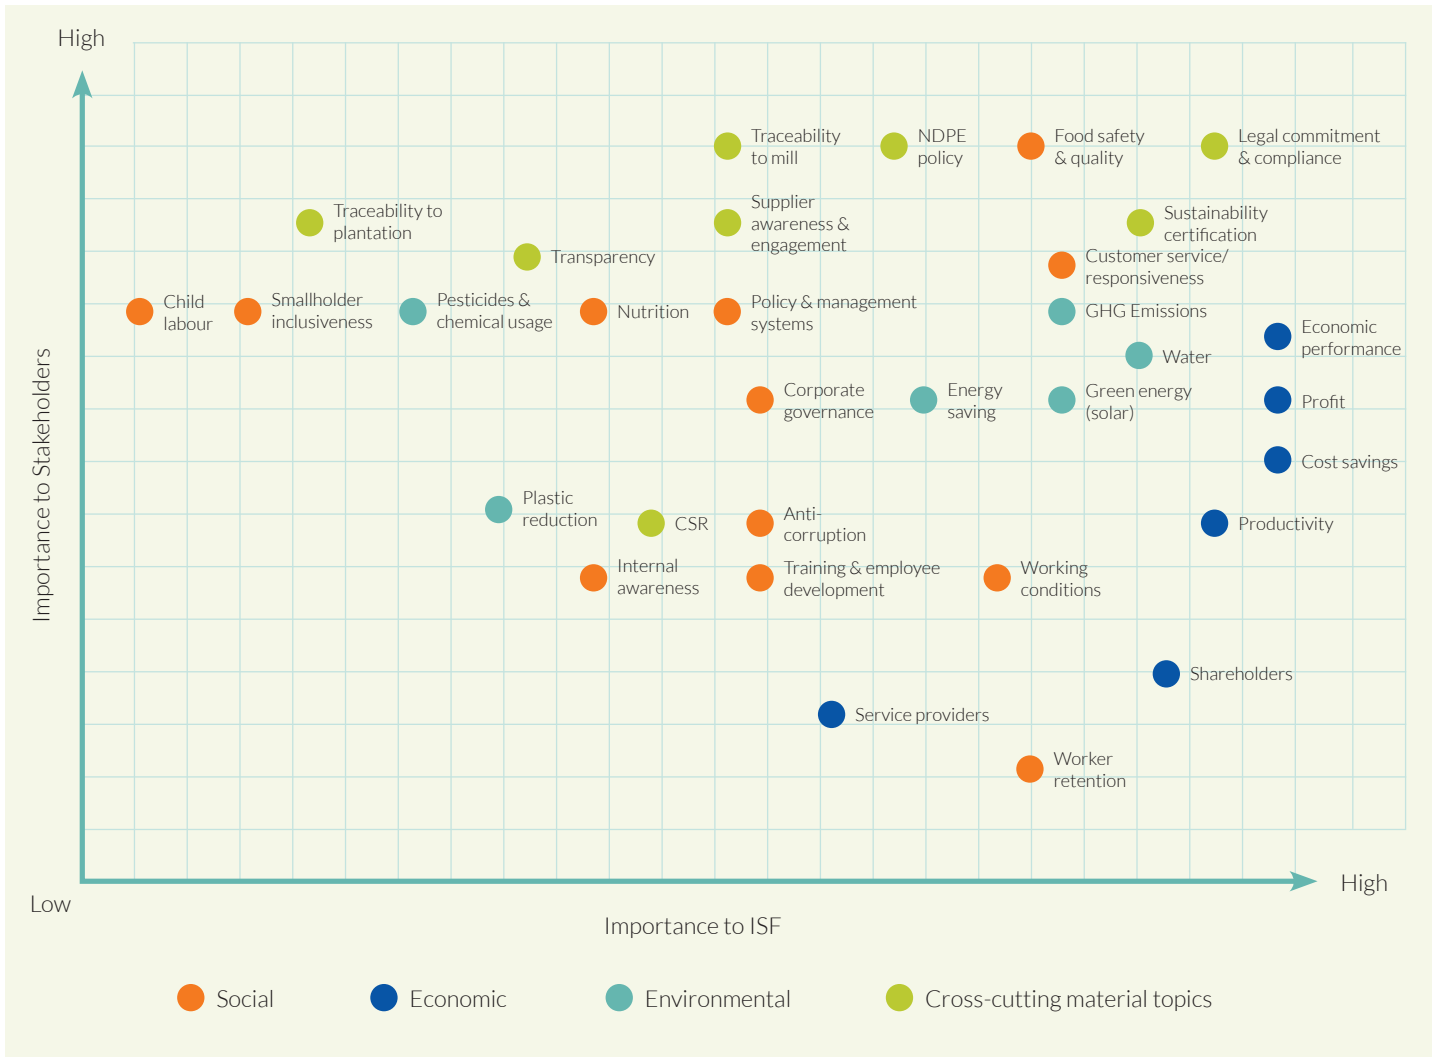 High
Traceability
to mill
NDPE
policy
Food safety
& quality
Legal commitment
& compliance
Traceability to
plantation
Supplier
awareness &
engagement
Sustainability
certification
Transparency
Customer service/
responsiveness
Child
labour
Smallholder
inclusiveness
Pesticides &
chemical usage
Nutrition
Policy & management
systems
GHG Emissions
Economic
performance
Water
Corporate
governance
Energy
saving
Green energy
(solar)
Profit
Cost savings
Plastic
reduction
CSR
Anti-
corruption
Productivity
Internal
awareness
Training & employee
development
Working
conditions
Shareholders
Service providers
Worker
retention
Importance to Stakeholders
Low
High
Importance to ISF
Social
Economic
Environmental
Cross-cutting material topics